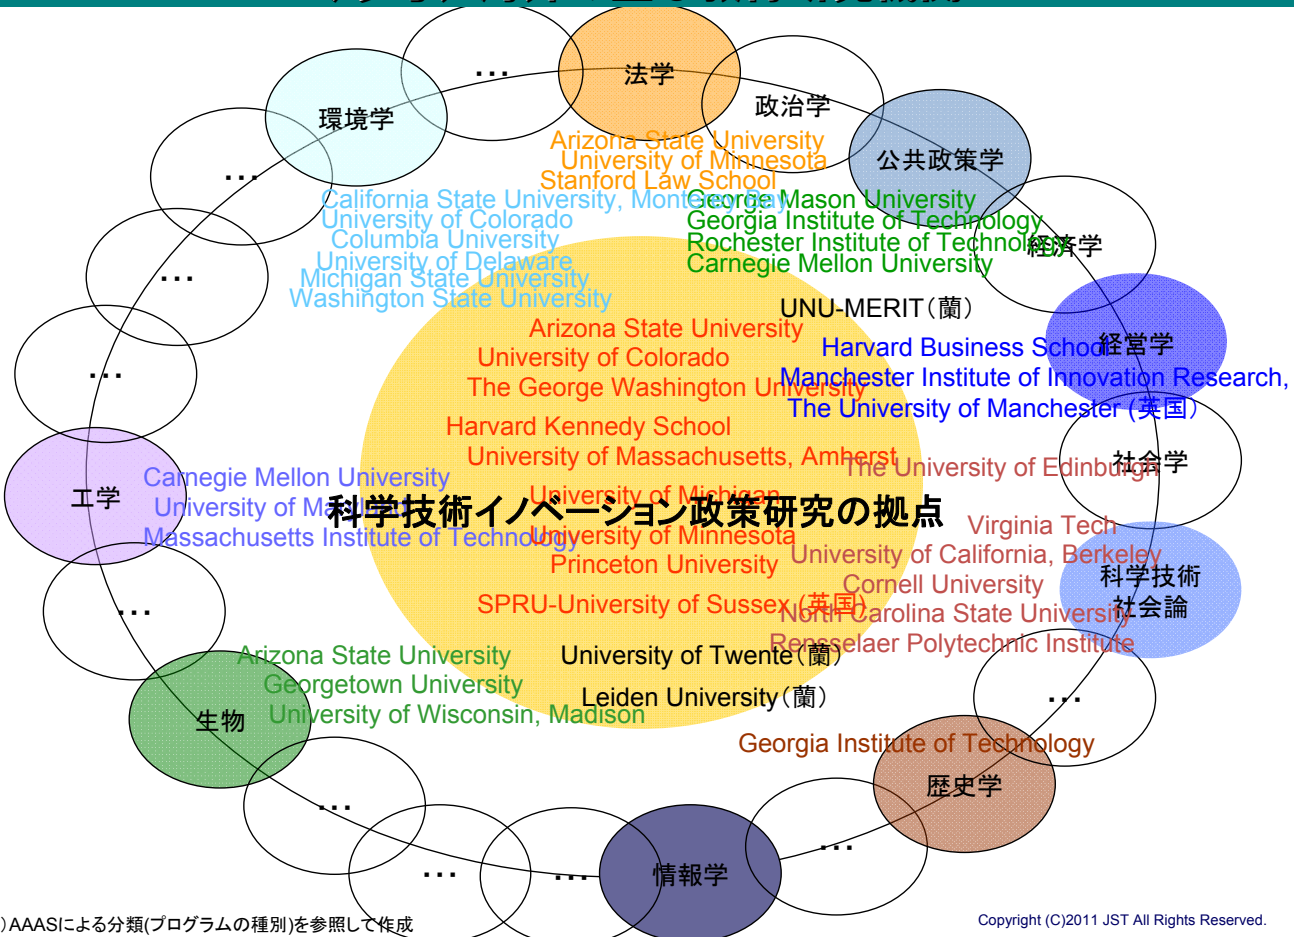 …
法学
環境学
政治学
公共政策学
Arizona State University
University of Minnesota
Stanford Law School
…
California State University, Monterey Bay
University of Colorado
Columbia University
University of Delaware
Michigan State University
Washington State University
George Mason University
Georgia Institute of Technology
Rochester Institute of Technology
Carnegie Mellon University
経済学
…
UNU-MERIT（蘭）
経営学
Harvard Business School
Manchester Institute of Innovation Research,
The University of Manchester (英国）
…
Arizona State University
University of Colorado
The George Washington University
Harvard Kennedy School
University of Massachusetts, Amherst
University of Michigan
University of Minnesota
Princeton University
SPRU-University of Sussex (英国）
University of Twente（蘭）
Leiden University（蘭）
科学技術イノベーション政策研究の拠点
社会学
The University of Edinburgh
工学
Carnegie Mellon University
University of Maryland
Massachusetts Institute of Technology
Virginia Tech
University of California, Berkeley
Cornell University
North Carolina State University
Rensselaer Polytechnic Institute
科学技術
社会論
…
Arizona State University
Georgetown University
University of Wisconsin, Madison
生物
…
Georgia Institute of Technology
歴史学
…
…
…
…
情報学
）AAASによる分類(プログラムの種別)を参照して作成
Copyright (C)2011 JST All Rights Reserved.